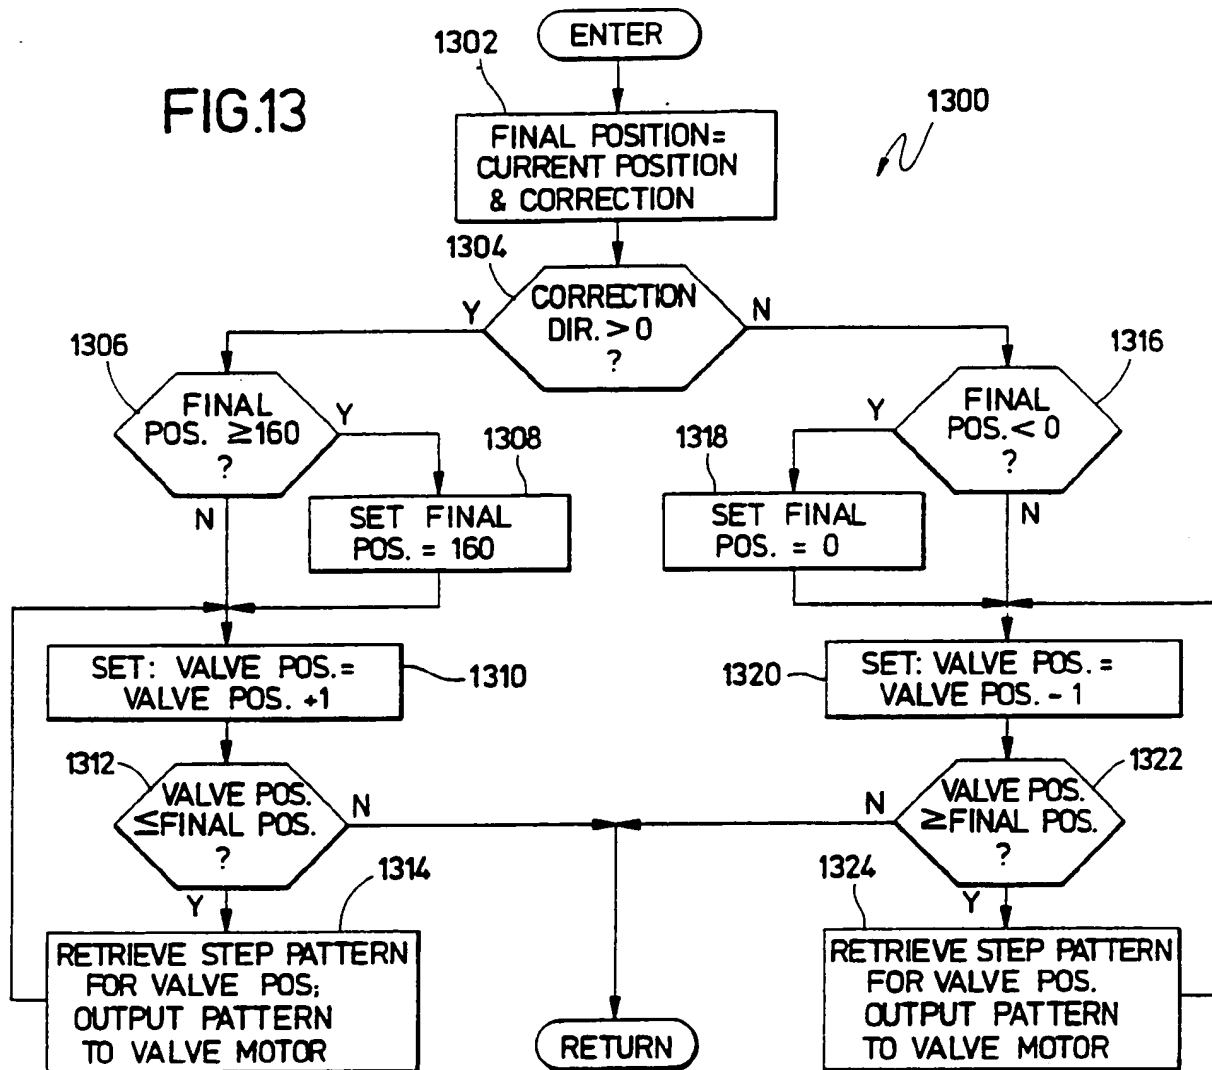 ENTER
1302
FIG.13
1300
FINAL POSITION=
CURRENT POSITION
& CORRECTION
1304
CORRECTION
DIR. > 0
?
Y
N
1306
FINAL
POS. ≥160
?
Y
N
1308
SET FINAL
POS. = 160
1316
FINAL
POS. < 0
?
Y
N
1318
SET FINAL
POS. = 0
SET: VALVE POS.=
VALVE POS. +1
1310
1320
SET: VALVE POS.=
VALVE POS. - 1
1312
VALVE POS.
≤FINAL POS.
?
N
Y
1322
VALVE POS.
≥FINAL POS.
?
N
Y
1314
RETRIEVE STEP PATTERN
FOR VALVE POS;
OUTPUT PATTERN
TO VALVE MOTOR
1324
RETRIEVE STEP PATTERN
FOR VALVE POS.
OUTPUT PATTERN
TO VALVE MOTOR
RETURN